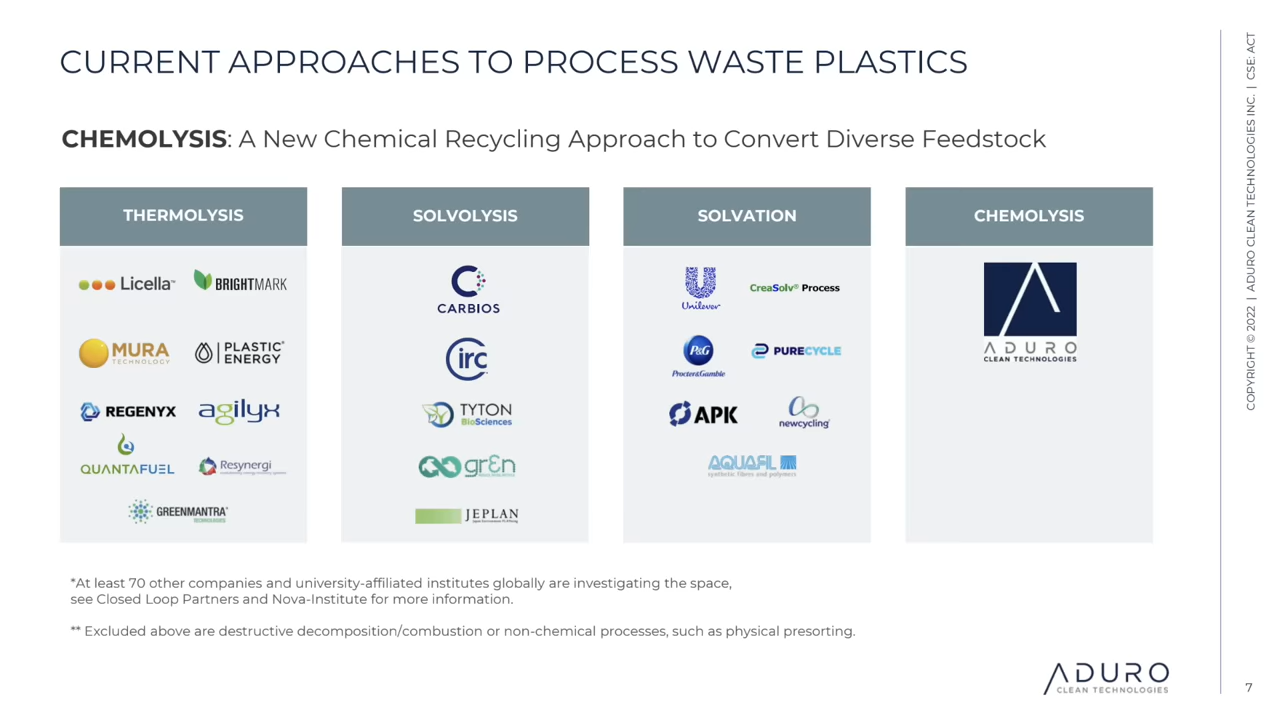 CURRENT APPROACHES TO PROCESS WASTE PLASTICS
CHEMOLYSIS: A New Chemical Recycling Approach to Convert Diverse Feedstock
THERMOLYSIS
Licella™
BRIGHTMARK
MURA
TECHNOLOGY
PLASTIC
ENERGY
REGENYX
agilyx
QUANTAFUEL
Resynergi
GREENMANTRA
TECHNOLOGIES
SOLVOLYSIS
CARBIOS
irc
TYTON
BioSciences
gr3n
JEPLAN
SOLVATION
Unilever
CreaSolv® Process
P&G
Procter&Gamble
PURECYCLE
APK
newcycling
AQUAFIL
synthetic fibres and polymers
CHEMOLYSIS
ADURO
CLEAN TECHNOLOGIES
*At least 70 other companies and university-affiliated institutes globally are investigating the space,
see Closed Loop Partners and Nova-Institute for more information.
** Excluded above are destructive decomposition/combustion or non-chemical processes, such as physical presorting.
ADURO
CLEAN TECHNOLOGIES
COPYRIGHT © 2022 | ADURO CLEAN TECHNOLOGIES INC. | CSE: ACT
7